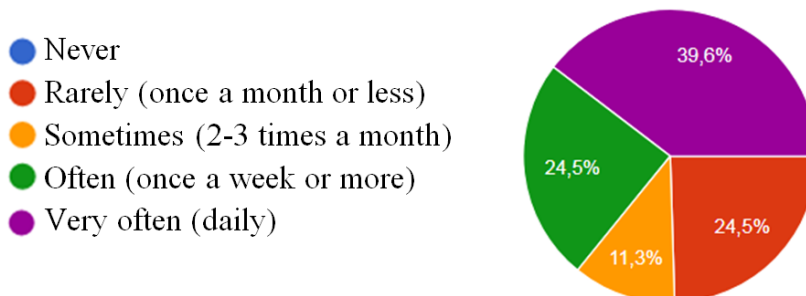 Never
Rarely (once a month or less)
Sometimes (2-3 times a month)
Often (once a week or more)
Very often (daily)
39,6%
24,5%
24,5%
11,3%